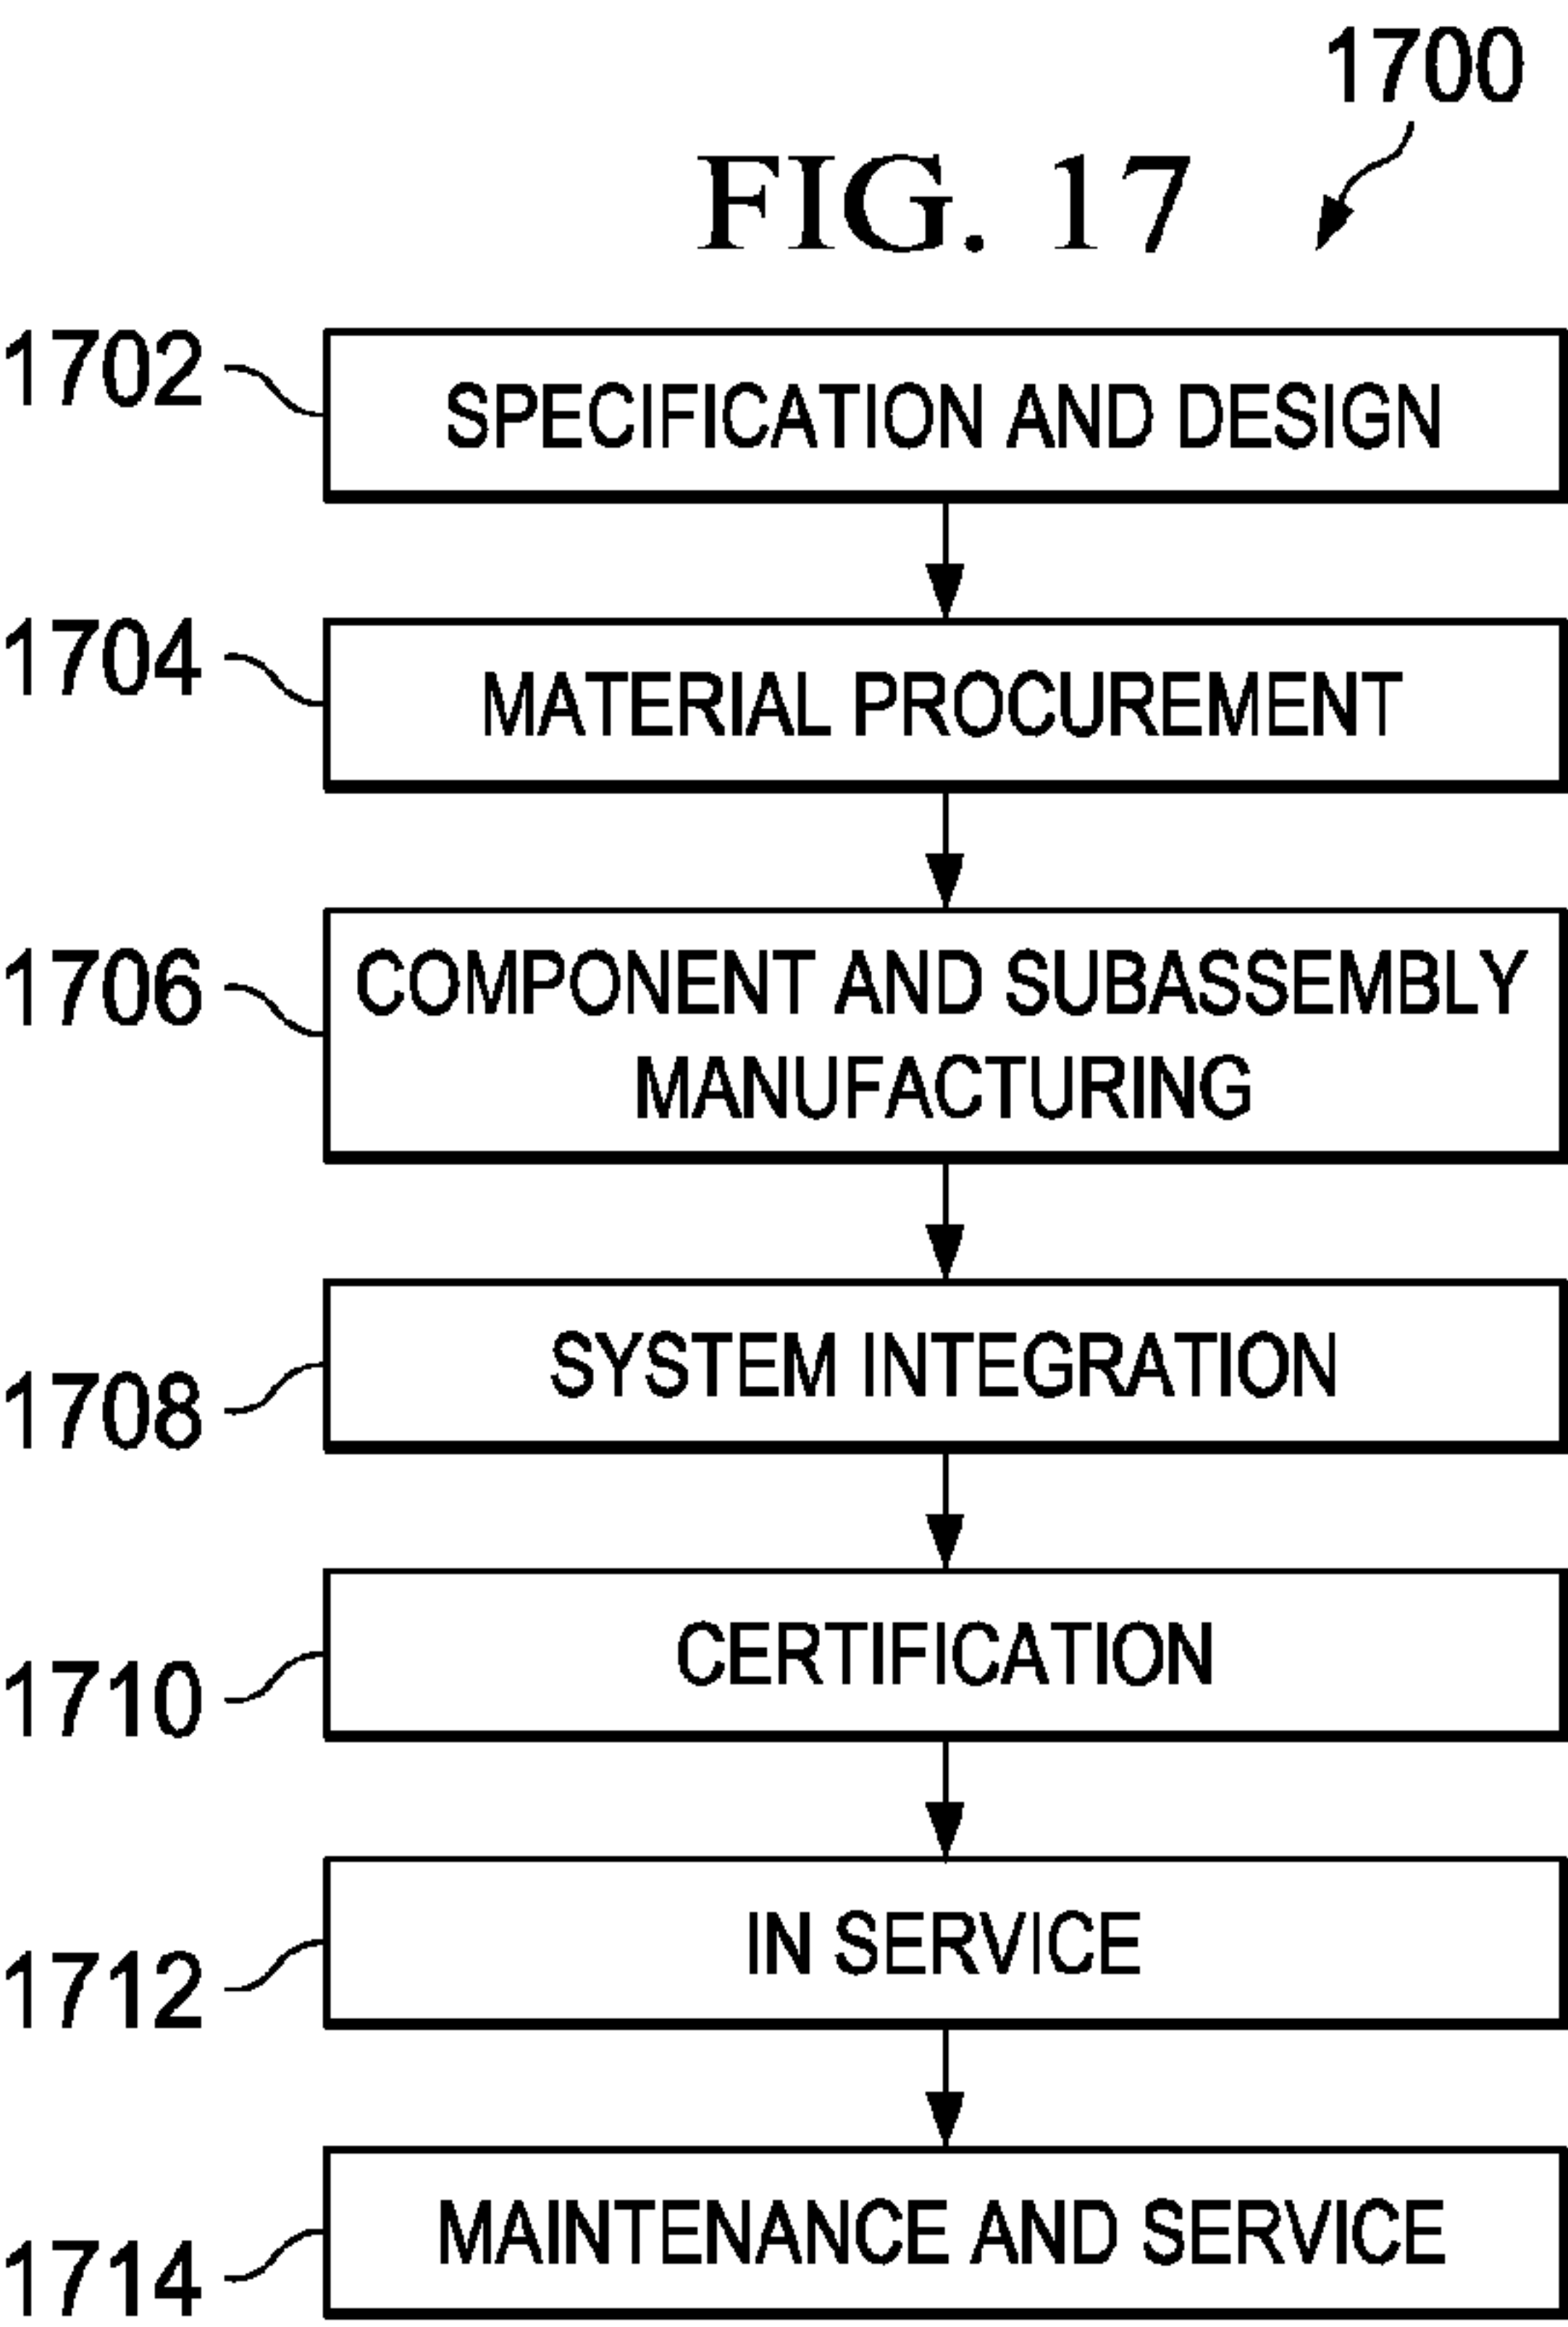 1700
FIG. 17
1702
SPECIFICATION AND DESIGN
1704
MATERIAL PROCUREMENT
1706
COMPONENT AND SUBASSEMBLY
MANUFACTURING
1708
SYSTEM INTEGRATION
1710
CERTIFICATION
1712
IN SERVICE
1714
MAINTENANCE AND SERVICE